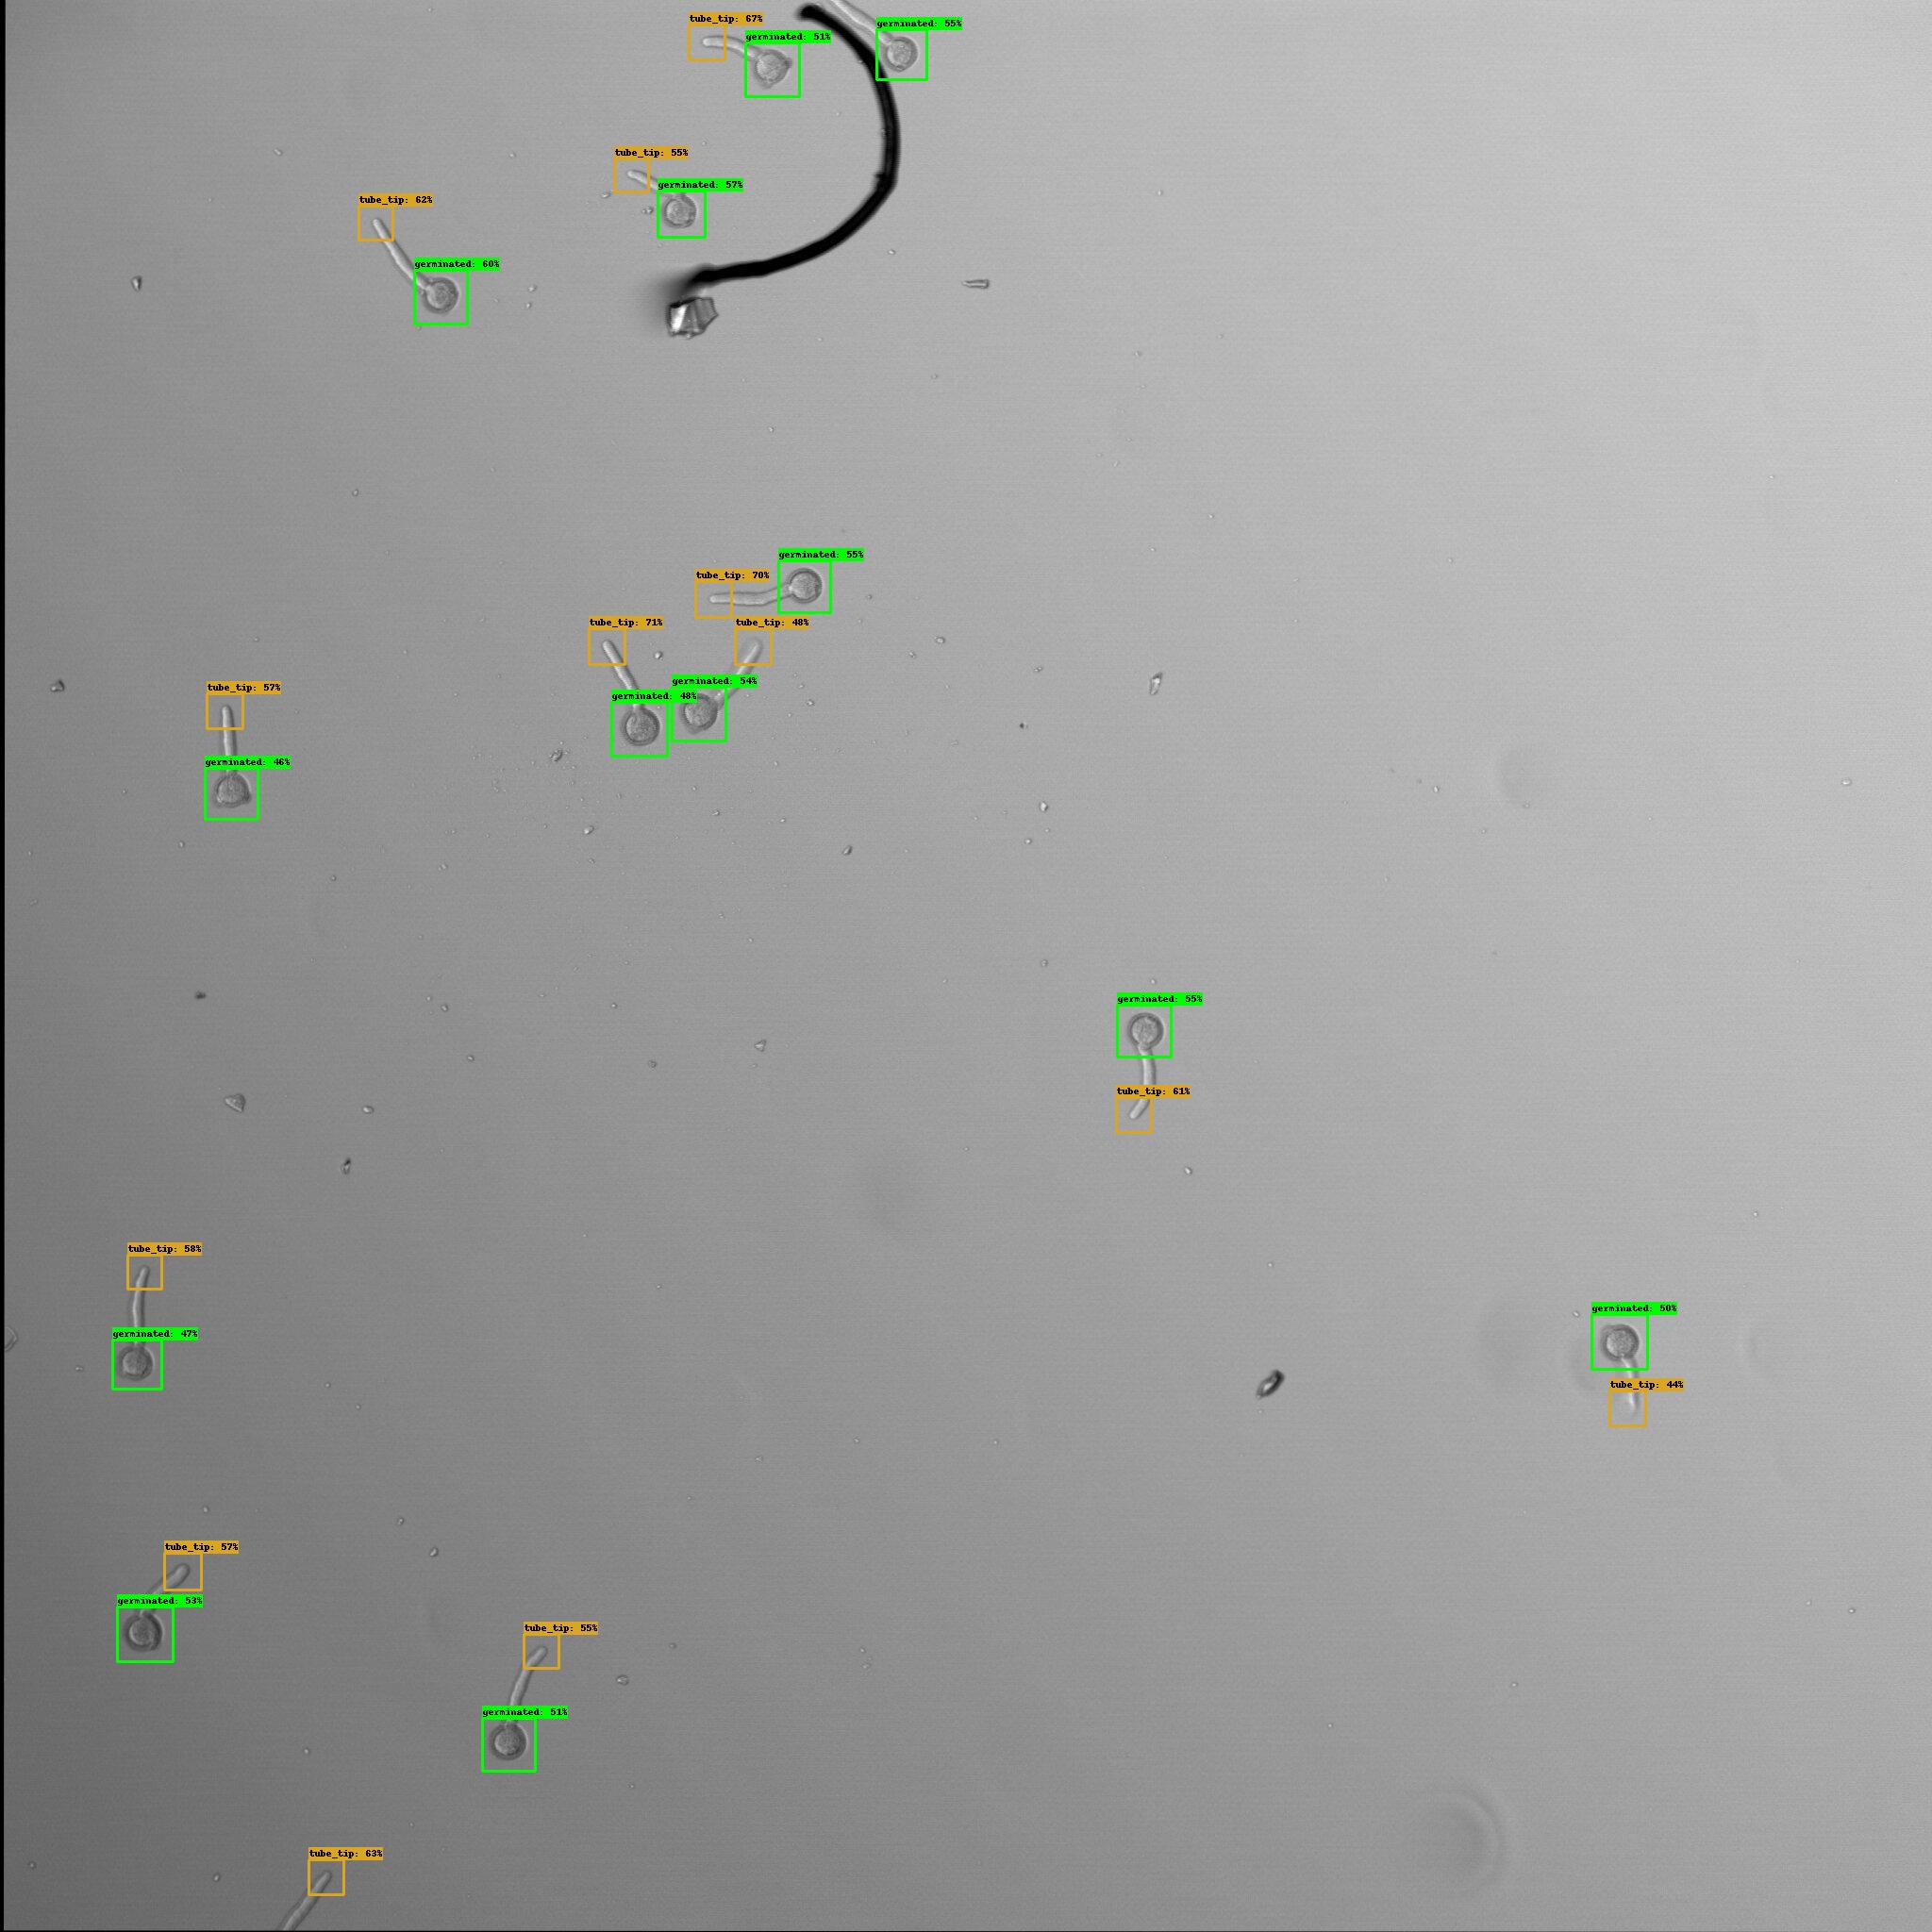 tube_tip: 67%
germinated: 55%
germinated: 51%
tube_tip: 55%
germinated: 57%
tube_tip: 62%
germinated: 60%
germinated: 55%
tube_tip: 70%
tube_tip: 71%
tube_tip: 48%
germinated: 54%
germinated: 48%
tube_tip: 57%
germinated: 46%
germinated: 55%
tube_tip: 61%
tube_tip: 58%
germinated: 47%
germinated: 50%
tube_tip: 44%
tube_tip: 57%
germinated: 53%
tube_tip: 55%
germinated: 51%
tube_tip: 63%